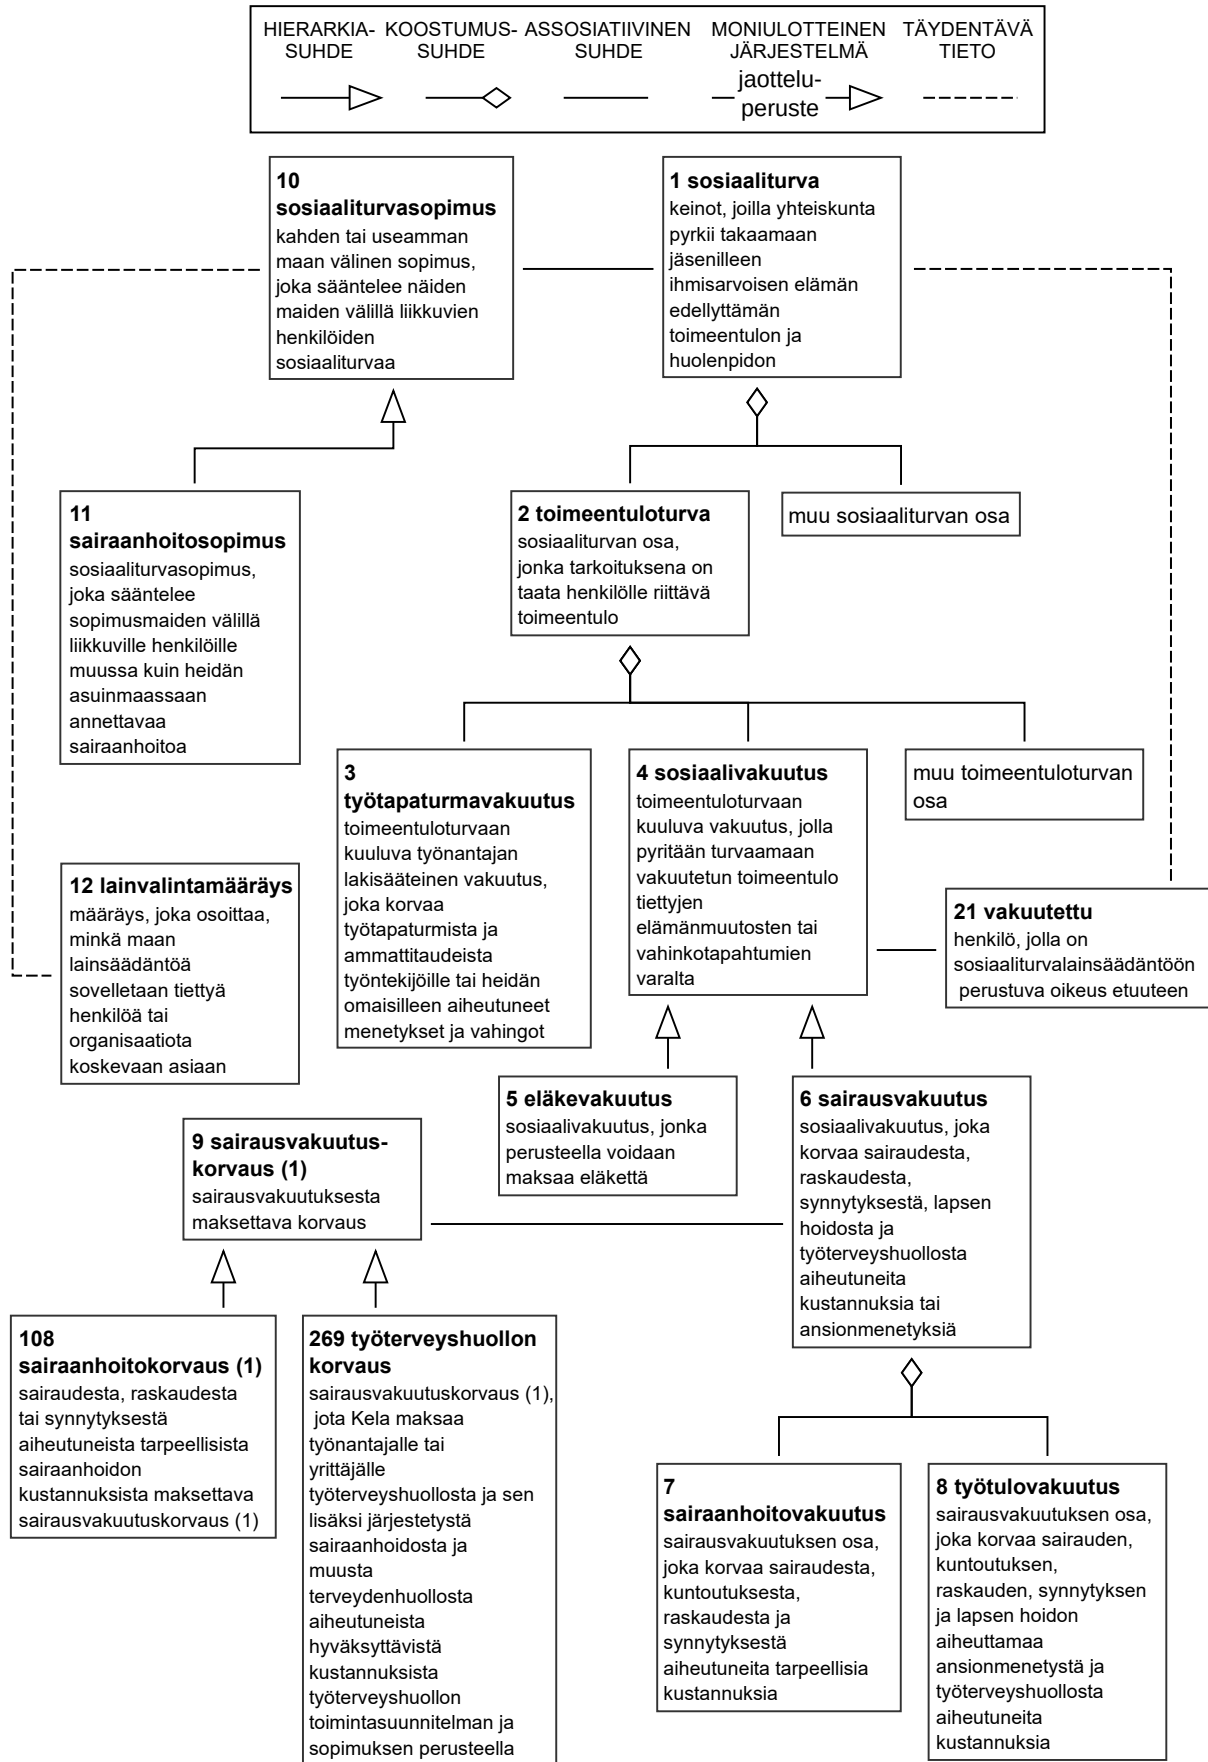 HIERARKIA-
SUHDE
KOOSTUMUS-
SUHDE
ASSOSIATIIVINEN
SUHDE
MONIULOTTEINEN
JÄRJESTELMÄ
TÄYDENTÄVÄ
TIETO
jaottelu-
peruste
10
sosiaaliturvasopimus
kahden tai useamman
maan välinen sopimus,
joka sääntelee näiden
maiden välillä liikkuvien
henkilöiden
sosiaaliturvaa
1 sosiaaliturva
keinot, joilla yhteiskunta
pyrkii takaamaan
jäsenilleen
ihmisarvoisen elämän
edellyttämän
toimeentulon ja
huolenpidon
11
sairaanhoitosopimus
sosiaaliturvasopimus,
joka sääntelee
sopimusmaiden välillä
liikkuville henkilöille
muussa kuin heidän
asuinmaassaan
annettavaa
sairaanhoitoa
2 toimeentuloturva
sosiaaliturvan osa,
jonka tarkoituksena on
taata henkilölle riittävä
toimeentulo
muu sosiaaliturvan osa
3
työtapaturmavakuutus
toimeentuloturvaan
kuuluva työnantajan
lakisääteinen vakuutus,
joka korvaa
työtapaturmista ja
ammattitaudeista
työntekijöille tai heidän
omaisilleen aiheutuneet
menetykset ja vahingot
4 sosiaalivakuutus
toimeentuloturvaan
kuuluva vakuutus, jolla
pyritään turvaamaan
vakuutetun toimeentulo
tiettyjen
elämänmuutosten tai
vahinkotapahtumien
varalta
muu toimeentuloturvan
osa
12 lainvalintamääräys
määräys, joka osoittaa,
minkä maan
lainsäädäntöä
sovelletaan tiettyä
henkilöä tai
organisaatiota
koskevaan asiaan
21 vakuutettu
henkilö, jolla on
sosiaaliturvalainsäädäntöön
perustuva oikeus etuuteen
5 eläkevakuutus
sosiaalivakuutus, jonka
perusteella voidaan
maksaa eläkettä
6 sairausvakuutus
sosiaalivakuutus, joka
korvaa sairaudesta,
raskaudesta,
synnytyksestä, lapsen
hoidosta ja
työterveyshuollosta
aiheutuneita
kustannuksia tai
ansionmenetyksiä
9 sairausvakuutus-
korvaus (1)
sairausvakuutuksesta
maksettava korvaus
108
sairaanhoitokorvaus (1)
sairaudesta, raskaudesta
tai synnytyksestä
aiheutuneista tarpeellisista
sairaanhoidon
kustannuksista maksettava
sairausvakuutuskorvaus (1)
269 työterveyshuollon
korvaus
sairausvakuutuskorvaus (1),
jota Kela maksaa
työnantajalle tai
yrittäjälle
työterveyshuollosta ja sen
lisäksi järjestetystä
sairaanhoidosta ja
muusta
terveydenhuollosta
aiheutuneista
hyväksyttävistä
kustannuksista
työterveyshuollon
toimintasuunnitelman ja
sopimuksen perusteella
7
sairaanhoitovakuutus
sairausvakuutuksen osa,
joka korvaa sairaudesta,
kuntoutuksesta,
raskaudesta ja
synnytyksestä
aiheutuneita tarpeellisia
kustannuksia
8 työtulovakuutus
sairausvakuutuksen osa,
joka korvaa sairauden,
kuntoutuksen,
raskauden, synnytyksen
ja lapsen hoidon
aiheuttamaa
ansionmenetystä ja
työterveyshuollosta
aiheutuneita
kustannuksia